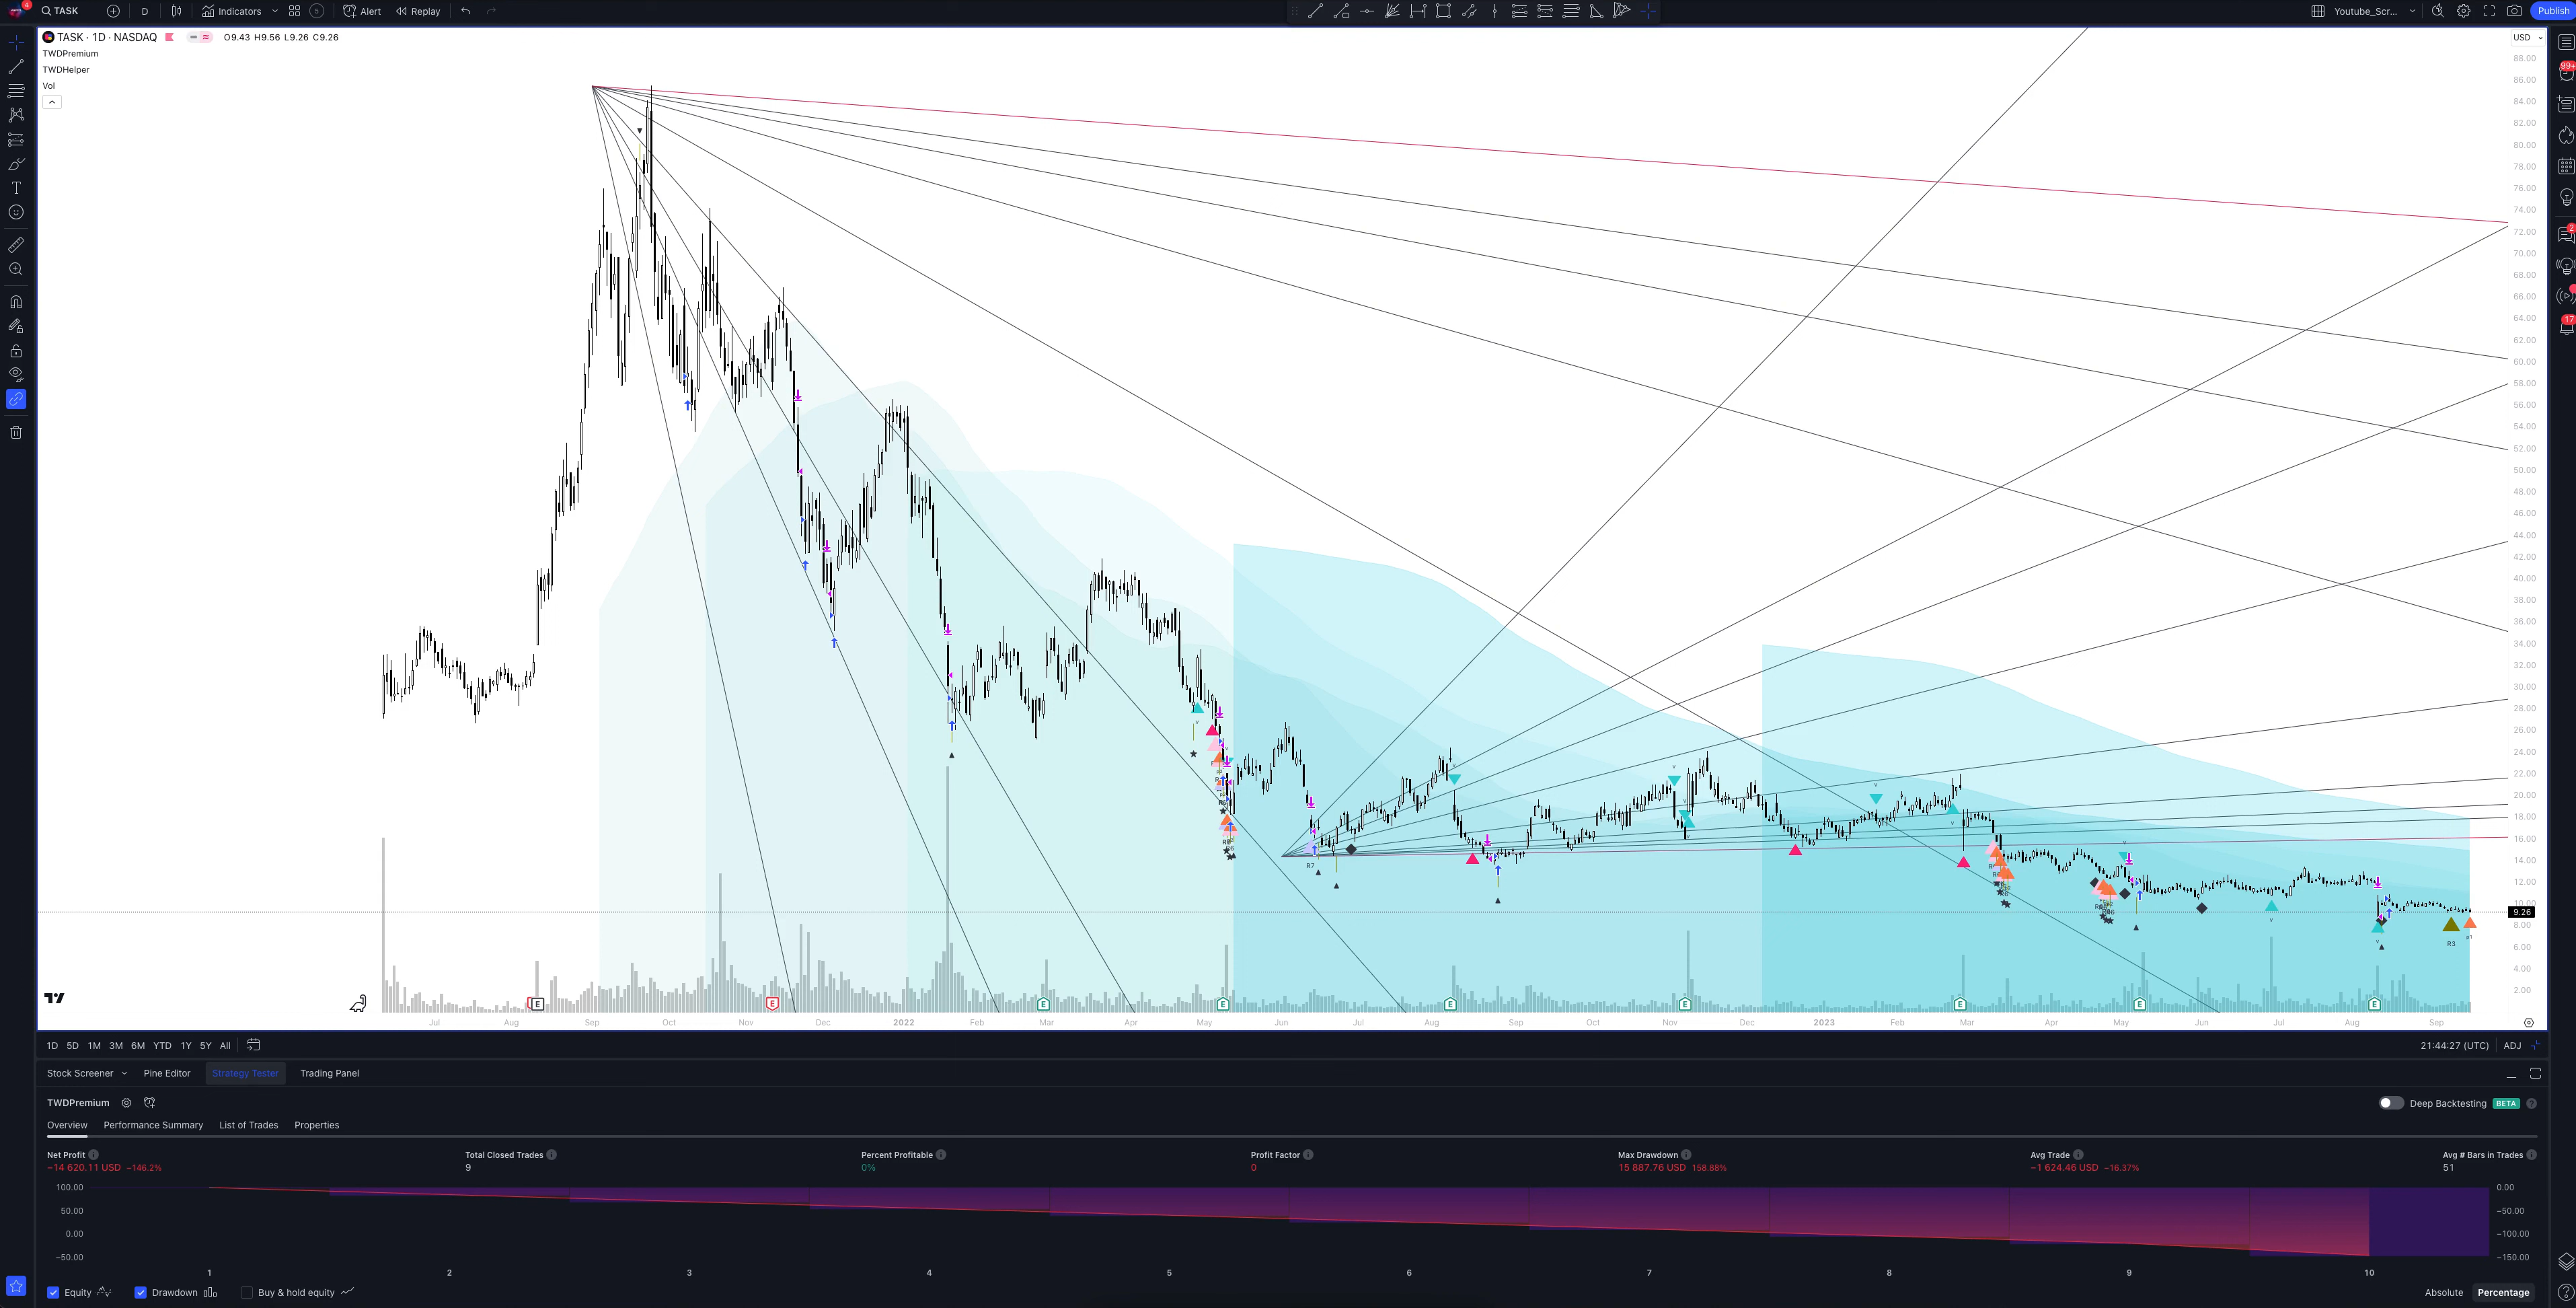 4 TASK D Indicators 5 Alert Replay Youtube_Scr... Publish
TASK · 1D · NASDAQ O9.43 H9.56 L9.26 C9.26
TWDPremium
TWDHelper
Vol
USD
88.00
86.00
84.00
82.00
80.00
78.00
76.00
74.00
72.00
70.00
68.00
66.00
64.00
62.00
60.00
58.00
56.00
54.00
52.00
50.00
48.00
46.00
44.00
42.00
40.00
38.00
36.00
34.00
32.00
30.00
28.00
26.00
24.00
22.00
20.00
18.00
16.00
14.00
12.00
10.00
9.26
8.00
6.00
4.00
2.00
99+
2
17
R7
R3
E E E E E E E E E E
Jul Aug Sep Oct Nov Dec 2022 Feb Mar Apr May Jun Jul Aug Sep Oct Nov Dec 2023 Feb Mar Apr May Jun Jul Aug Sep
1D 5D 1M 3M 6M YTD 1Y 5Y All 21:44:27 (UTC) ADJ
Stock Screener Pine Editor Strategy Tester Trading Panel
TWDPremium Deep Backtesting BETA
Overview Performance Summary List of Trades Properties
Net Profit Total Closed Trades Percent Profitable Profit Factor Max Drawdown Avg Trade Avg # Bars in Trades
−14 620.11 USD −146.2% 9 0% 0 15 887.76 USD 158.88% −1 624.46 USD −16.37% 51
100.00 0.00
50.00 −50.00
0.00 −100.00
−50.00 −150.00
1 2 3 4 5 6 7 8 9 10
Equity Drawdown Buy & hold equity Absolute Percentage